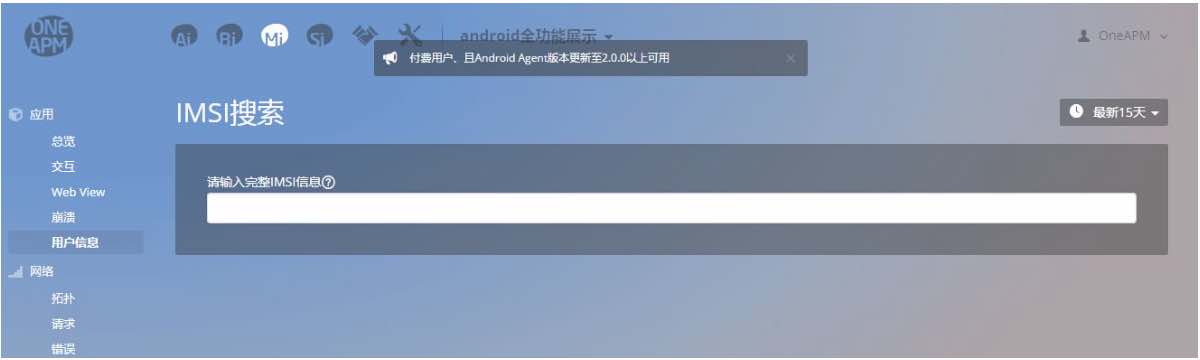 ONE
APM
Ai Bi Mi Si android全功能展示
OneAPM
付费用户、且Android Agent版本更新至2.0.0以上可用
IMSI搜索
最新15天
请输入完整IMSI信息
应用
总览
交互
Web View
崩溃
用户信息
网络
拓扑
请求
错误